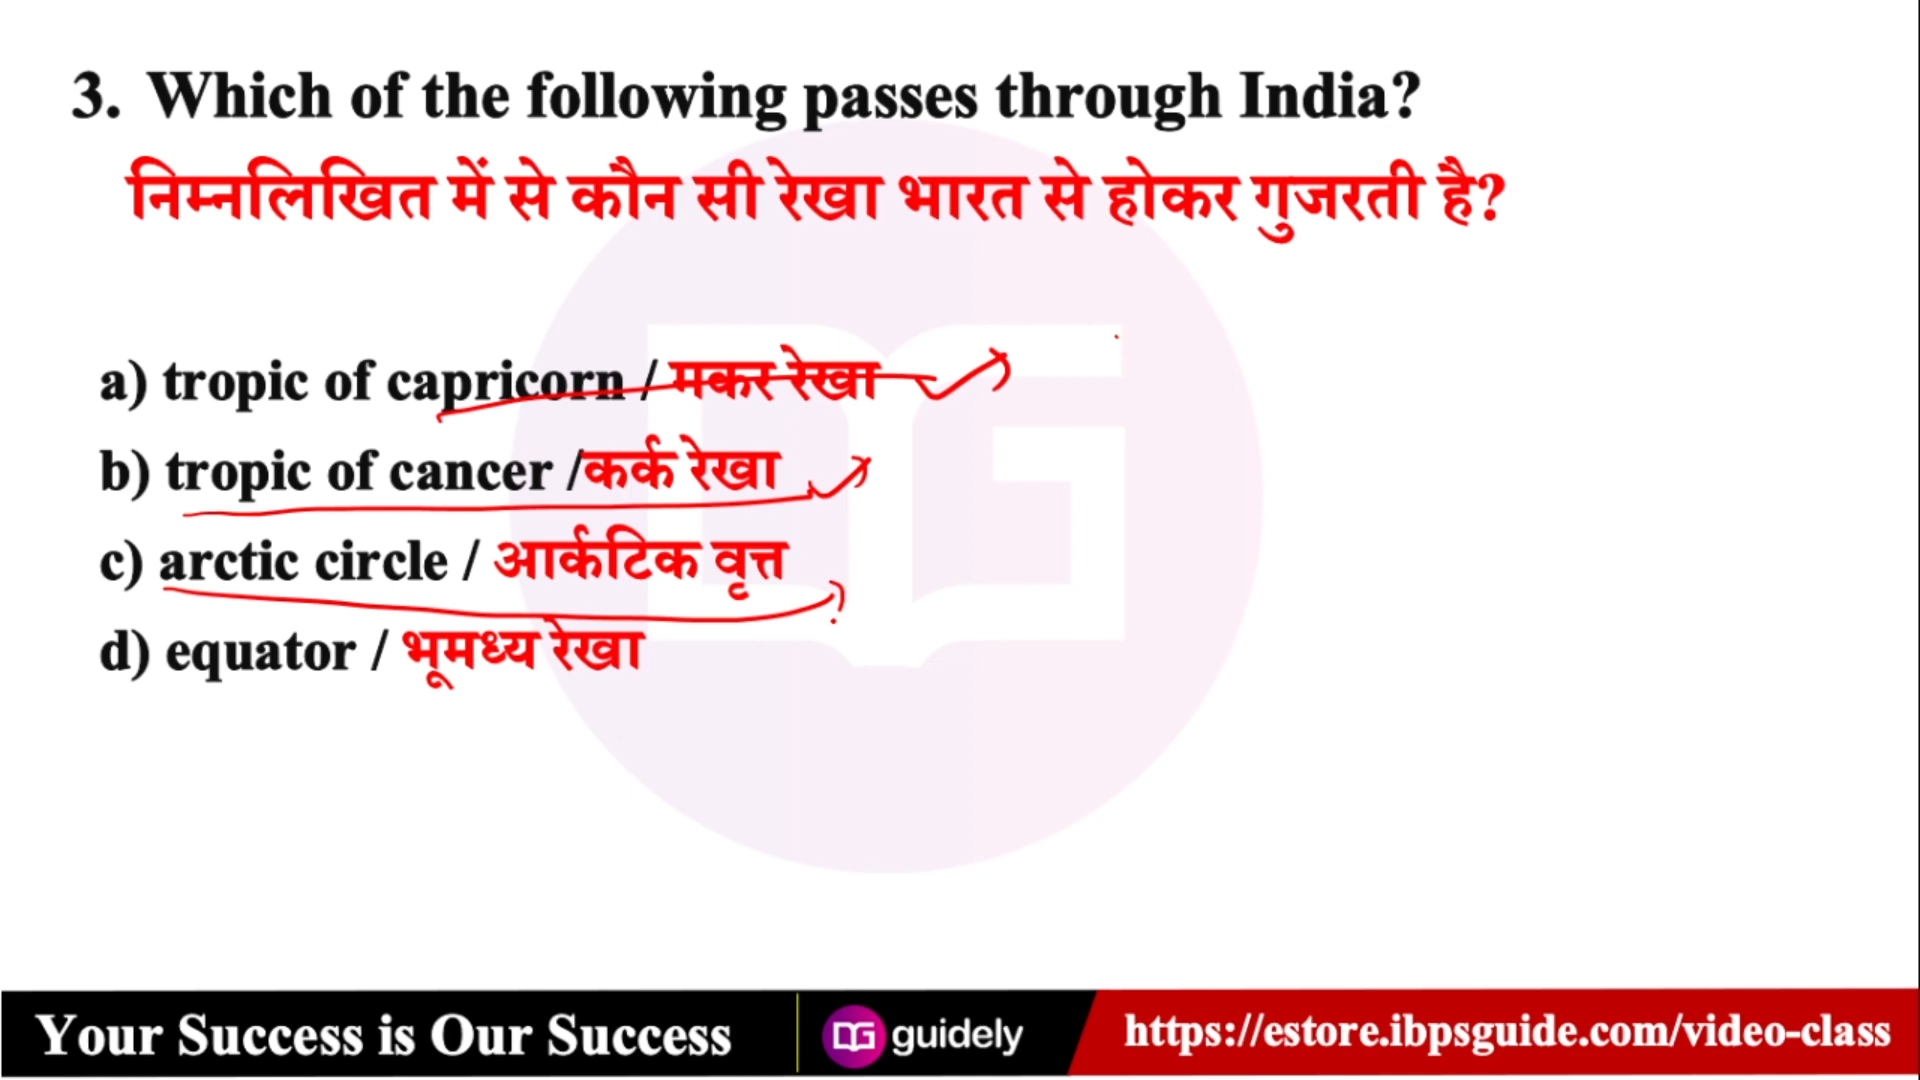 3. Which of the following passes through India?
निम्नलिखित में से कौन सी रेखा भारत से होकर गुजरती है?
a) tropic of capricorn / मकर रेखा
b) tropic of cancer /कर्क रेखा
c) arctic circle / आर्कटिक वृत्त
d) equator / भूमध्य रेखा
Your Success is Our Success
DG guidely
https://estore.ibpsguide.com/video-class